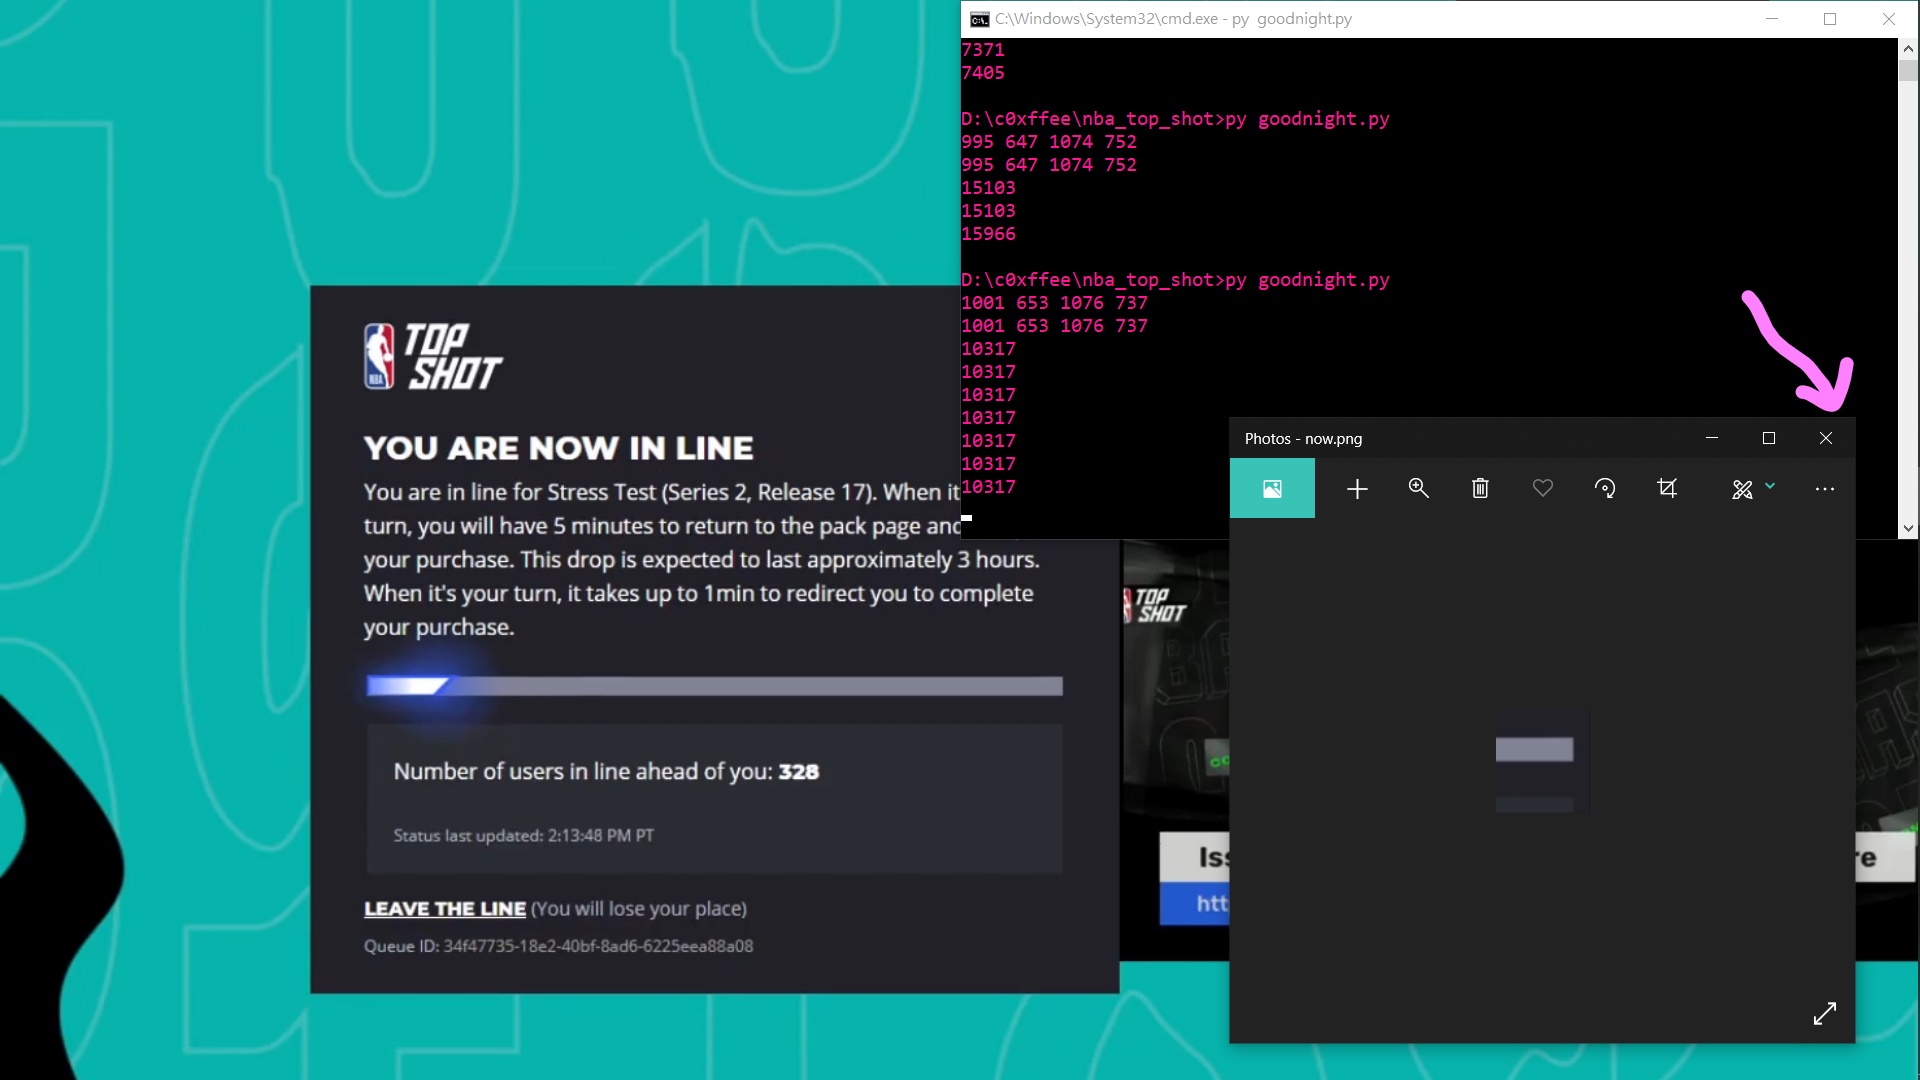 C:\Windows\System32\cmd.exe - py goodnight.py
7371
7405
D:\c0xffee\nba_top_shot>py goodnight.py
995 647 1074 752
995 647 1074 752
15103
15103
15966
D:\c0xffee\nba_top_shot>py goodnight.py
1001 653 1076 737
1001 653 1076 737
10317
10317
10317
10317
10317
10317
10317
NBA
TOP
SHOT
YOU ARE NOW IN LINE
You are in line for Stress Test (Series 2, Release 17). When it
turn, you will have 5 minutes to return to the pack page and
your purchase. This drop is expected to last approximately 3 hours.
When it's your turn, it takes up to 1min to redirect you to complete
your purchase.
Number of users in line ahead of you: 328
Status last updated: 2:13:48 PM PT
LEAVE THE LINE (You will lose your place)
Queue ID: 34f47735-18e2-40bf-8ad6-6225eea88a08
TOP
SHOT
Iss
re
htt
Photos - now.png